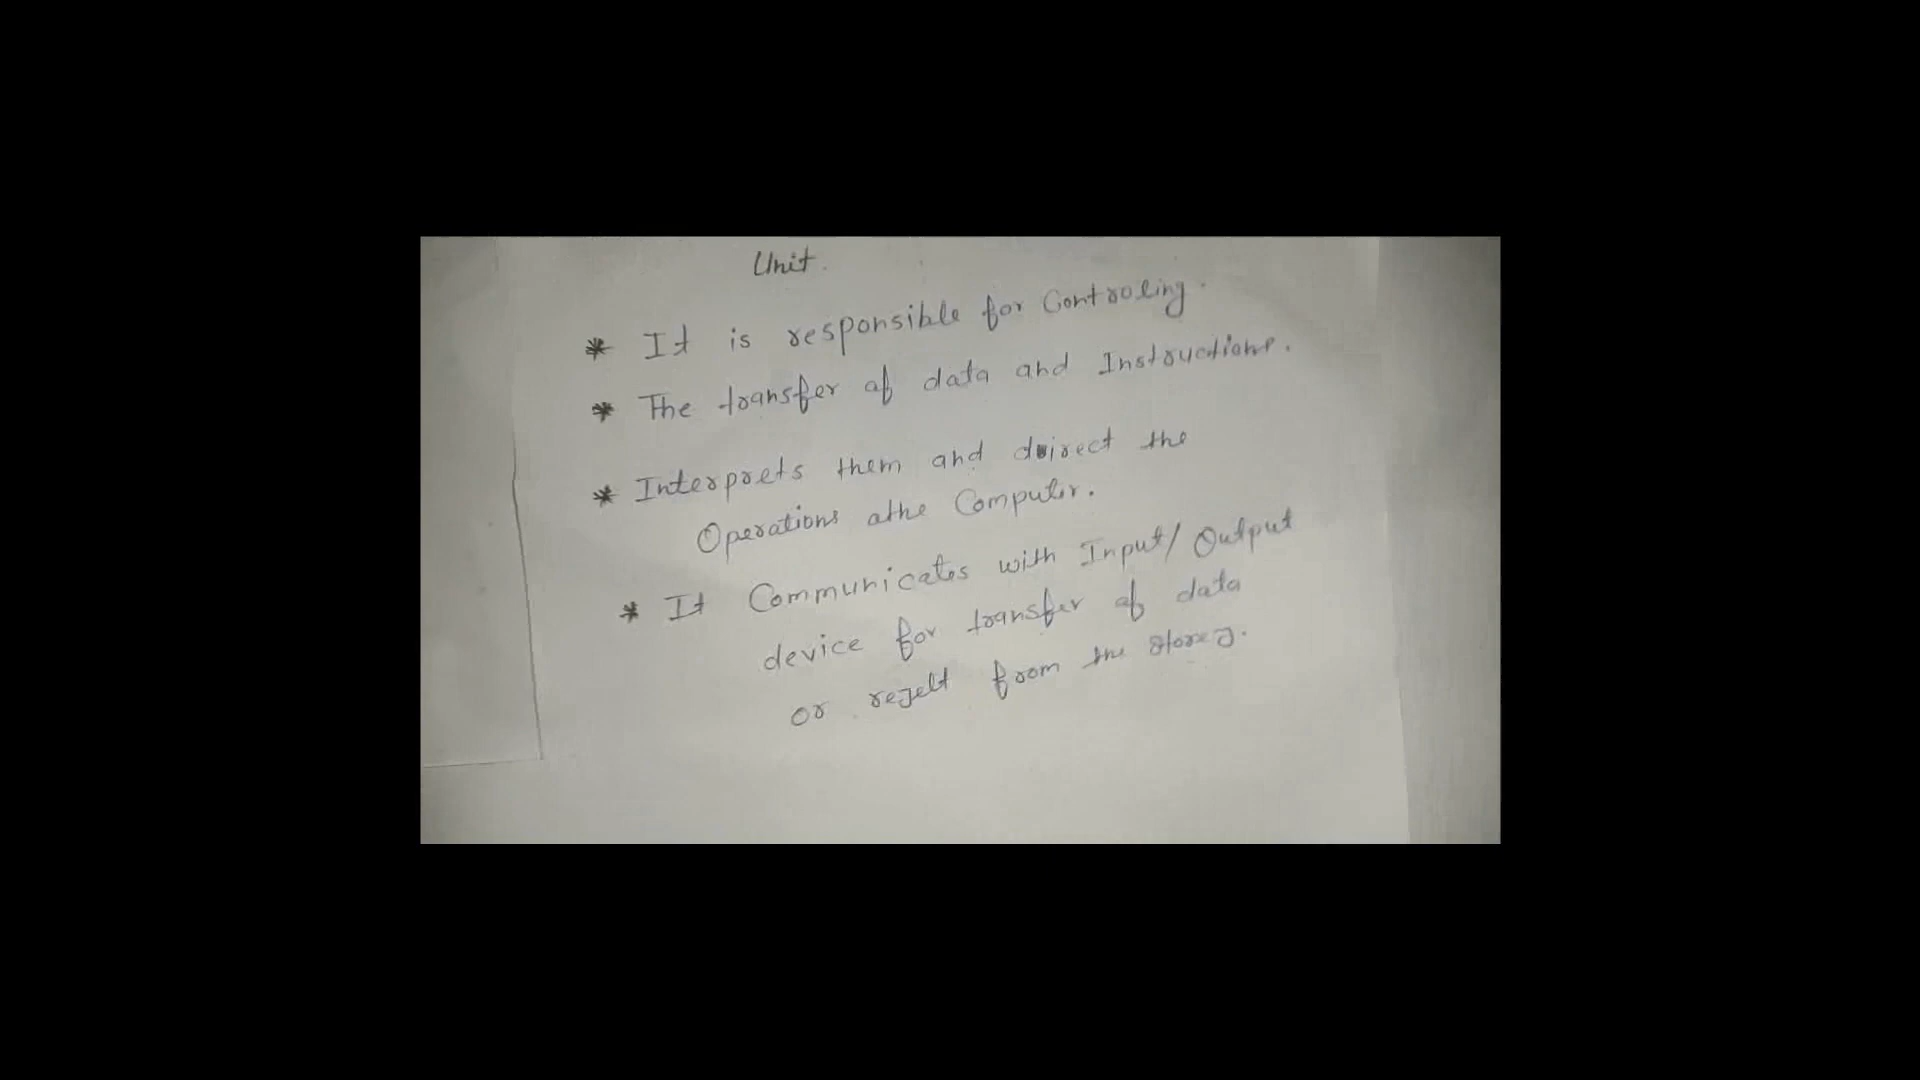 Unit.
* It is responsible for Controling.
* The transfer of data and Instructions.
* Interprets them and direct the
Operations athe Computer.
* It Communicates with Input/Output
device for transfer of data
or from the